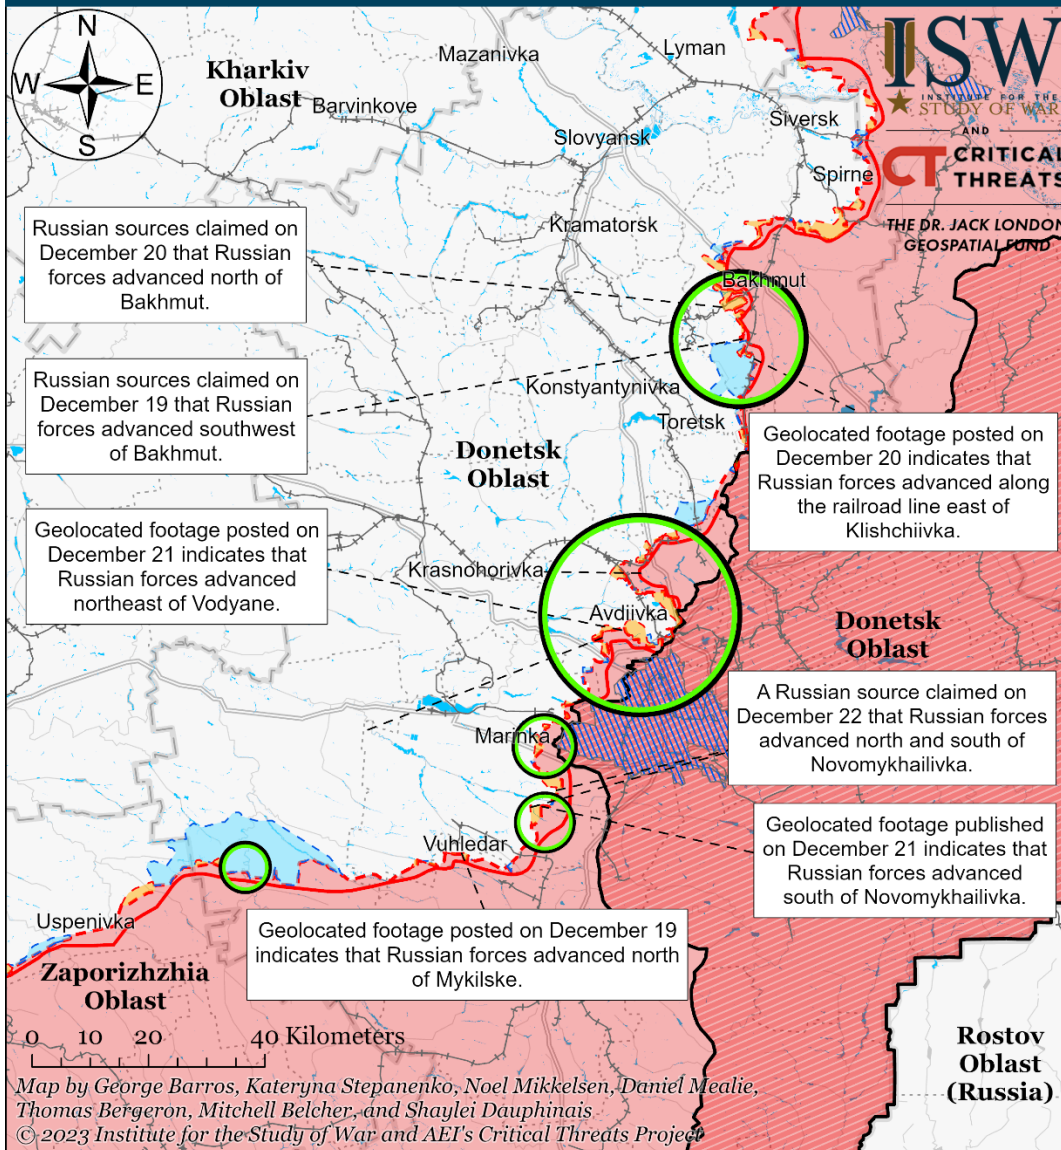 N
W E
S
ISW
INSTITUTE FOR THE
STUDY OF WAR
AND
CT CRITICAL
THREATS
THE DR. JACK LONDON
GEOSPATIAL FUND
Kharkiv
Oblast
Mazanivka
Lyman
Barvinkove
Slovyansk
Siversk
Spirne
Kramatorsk
Russian sources claimed on
December 20 that Russian
forces advanced north of
Bakhmut.
Bakhmut
Russian sources claimed on
December 19 that Russian
forces advanced southwest
of Bakhmut.
Konstyantynivka
Toretsk
Donetsk
Oblast
Geolocated footage posted on
December 20 indicates that
Russian forces advanced along
the railroad line east of
Klishchiivka.
Geolocated footage posted on
December 21 indicates that
Russian forces advanced
northeast of Vodyane.
Krasnohorivka
Avdiivka
Donetsk
Oblast
A Russian source claimed on
December 22 that Russian forces
advanced north and south of
Novomykhailivka.
Marinka
Vuhledar
Geolocated footage published
on December 21 indicates that
Russian forces advanced
south of Novomykhailivka.
Uspenivka
Geolocated footage posted on December 19
indicates that Russian forces advanced north
of Mykilske.
Zaporizhzhia
Oblast
0 10 20 40 Kilometers
Rostov
Oblast
(Russia)
Map by George Barros, Kateryna Stepanenko, Noel Mikkelsen, Daniel Mealie,
Thomas Bergeron, Mitchell Belcher, and Shaylei Dauphinais
© 2023 Institute for the Study of War and AEI's Critical Threats Project